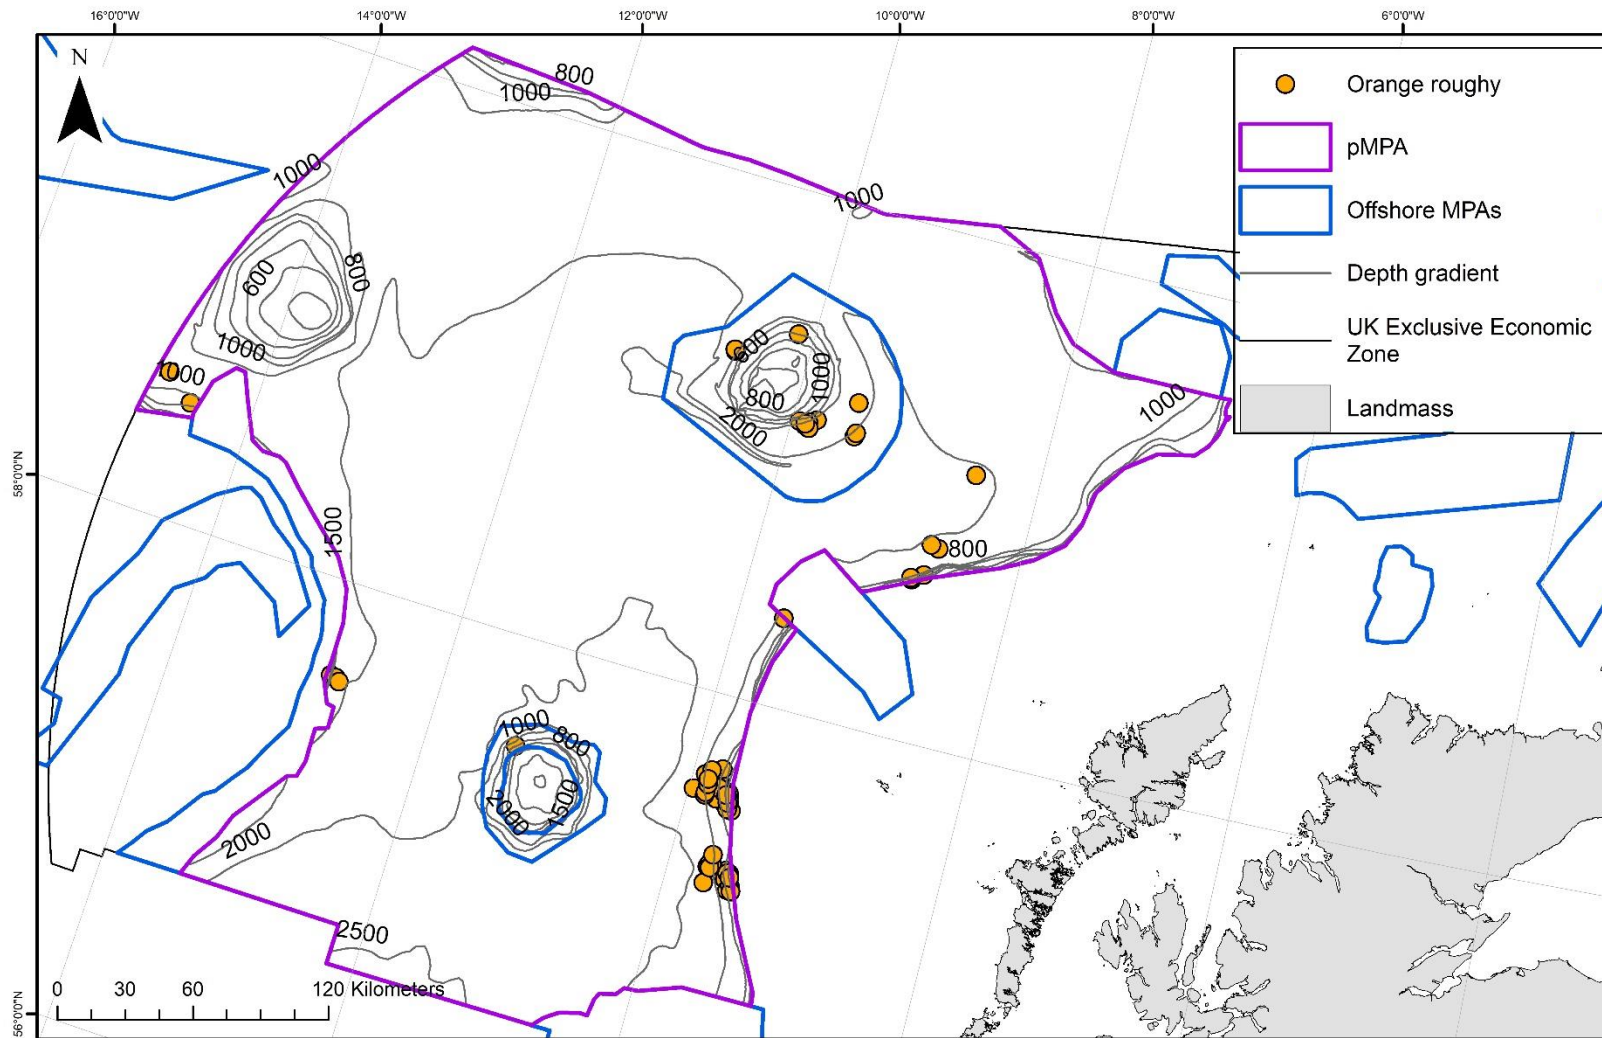 16°0'0"W
14°0'0"W
12°0'0"W
10°0'0"W
8°0'0"W
6°0'0"W
N
800
1000
1000
1000
600
800
1000
1000
Orange roughy
pMPA
Offshore MPAs
Depth gradient
UK Exclusive Economic
Zone
Landmass
600
1000
800
2000
1000
58°0'0"N
1500
800
1000
800
2000
1500
2000
2500
0 30 60 120 Kilometers
56°0'0"N